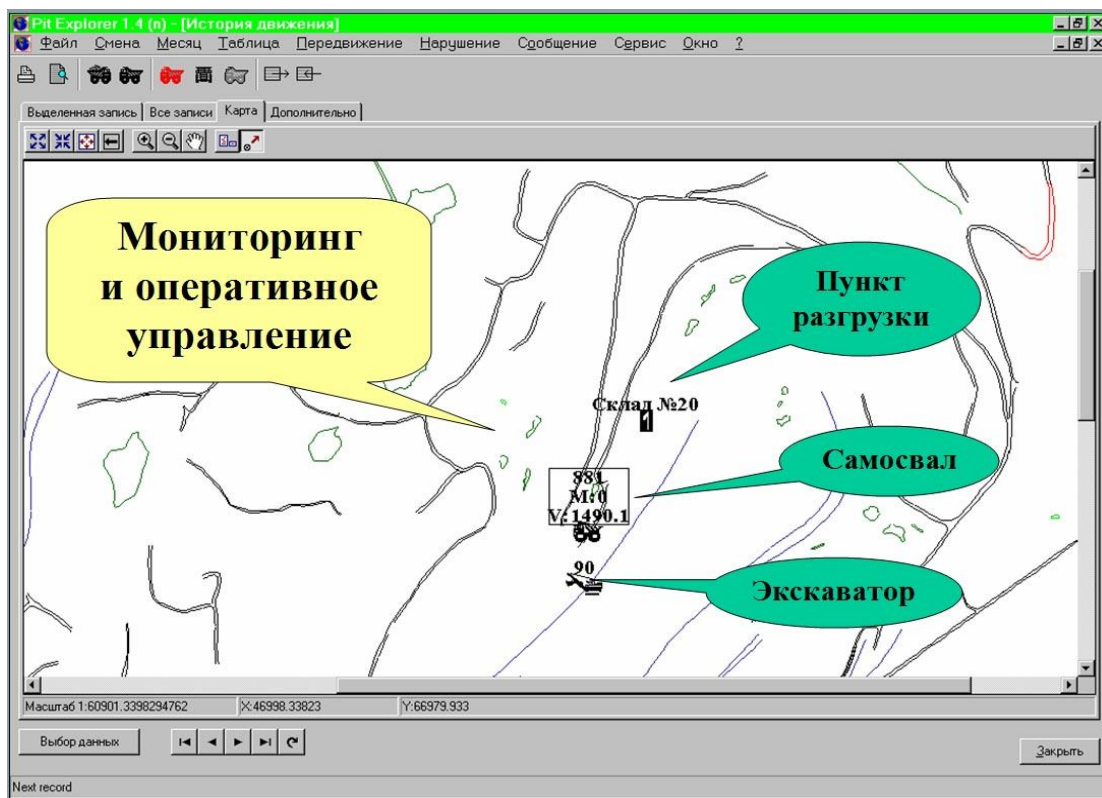 Pit Explorer 1.4 (n) - [История движения]
Файл Смена Месяц Таблица Передвижение Нарушение Сообщение Сервис Окно ?
Выделенная запись Все записи Карта Дополнительно
Мониторинг
и оперативное
управление
Пункт
разгрузки
Склад №20
1
Самосвал
881
М:0
V:1490.1
90
Экскаватор
Масштаб 1:60901.3398294762 X:46998.33823 Y:66979.933
Выбор данных
Закрыть
Next record